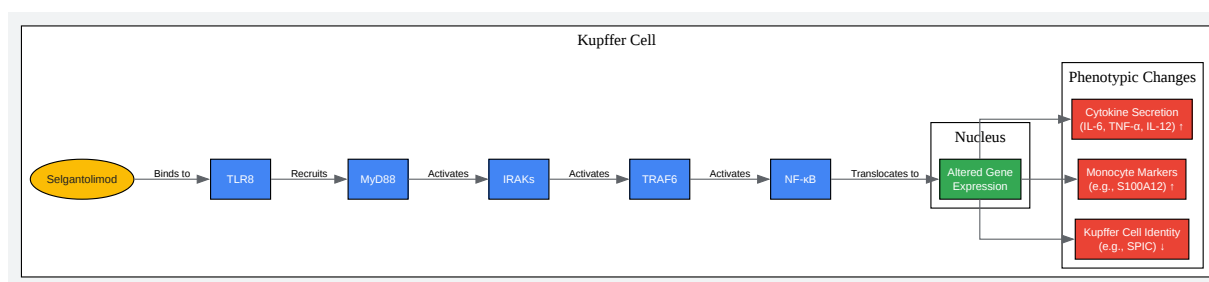 Kupffer Cell
Phenotypic Changes
Cytokine Secretion
(IL-6, TNF-α, IL-12) ↑
Nucleus
Selgantolimod
Binds to
TLR8
Recruits
MyD88
Activates
IRAKs
Activates
TRAF6
Activates
NF-κB
Translocates to
Altered Gene
Expression
Monocyte Markers
(e.g., S100A12) ↑
Kupffer Cell Identity
(e.g., SPIC) ↓